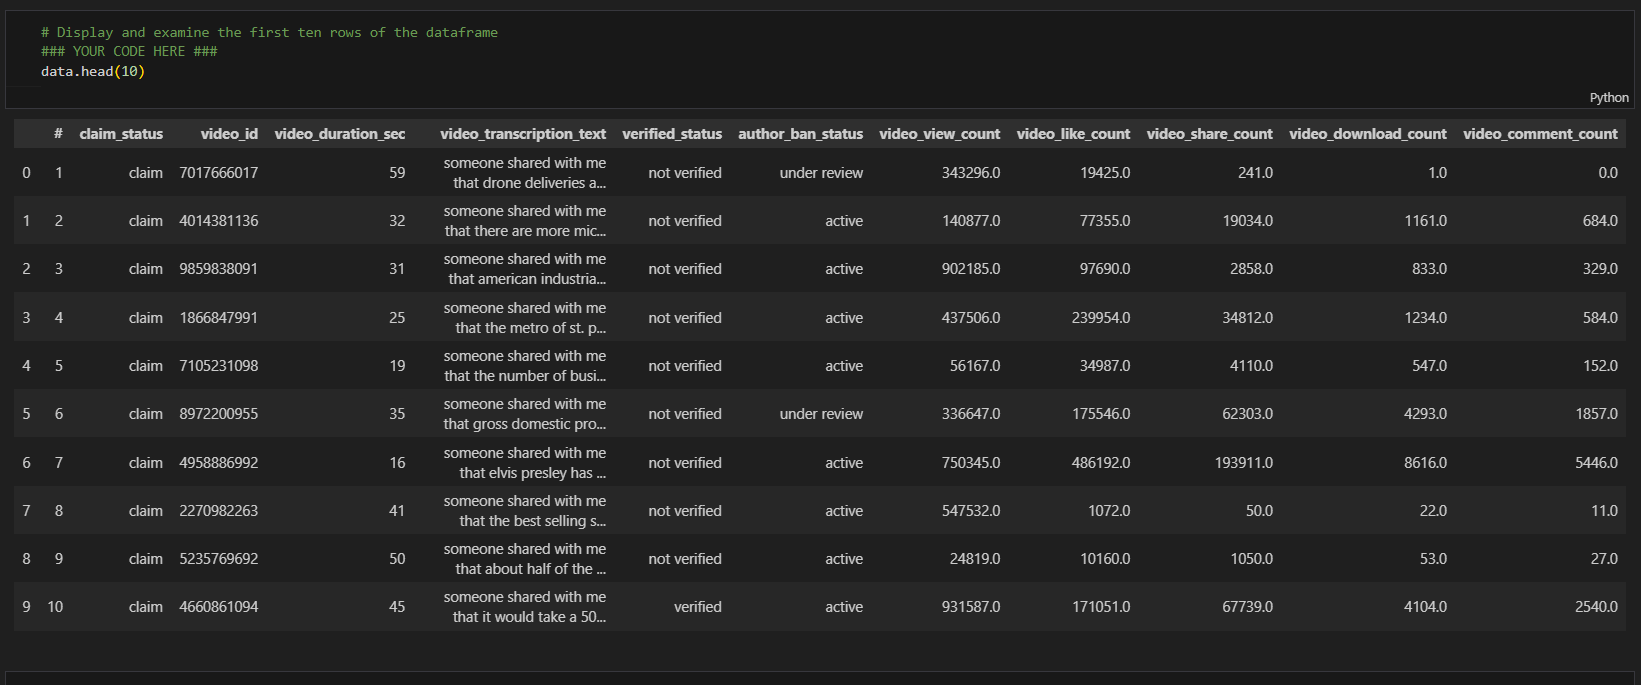 # Display and examine the first ten rows of the dataframe
### YOUR CODE HERE ###
data.head(10)
Python
# claim_status video_id video_duration_sec video_transcription_text verified_status author_ban_status video_view_count video_like_count video_share_count video_download_count video_comment_count
0 1 claim 7017666017 59 someone shared with me that drone deliveries a... not verified under review 343296.0 19425.0 241.0 1.0 0.0
1 2 claim 4014381136 32 someone shared with me that there are more mic... not verified active 140877.0 77355.0 19034.0 1161.0 684.0
2 3 claim 9859838091 31 someone shared with me that american industria... not verified active 902185.0 97690.0 2858.0 833.0 329.0
3 4 claim 1866847991 25 someone shared with me that the metro of st. p... not verified active 437506.0 239954.0 34812.0 1234.0 584.0
4 5 claim 7105231098 19 someone shared with me that the number of busi... not verified active 56167.0 34987.0 4110.0 547.0 152.0
5 6 claim 8972200955 35 someone shared with me that gross domestic pro... not verified under review 336647.0 175546.0 62303.0 4293.0 1857.0
6 7 claim 4958886992 16 someone shared with me that elvis presley has ... not verified active 750345.0 486192.0 193911.0 8616.0 5446.0
7 8 claim 2270982263 41 someone shared with me that the best selling s... not verified active 547532.0 1072.0 50.0 22.0 11.0
8 9 claim 5235769692 50 someone shared with me that about half of the ... not verified active 24819.0 10160.0 1050.0 53.0 27.0
9 10 claim 4660861094 45 someone shared with me that it would take a 50... verified active 931587.0 171051.0 67739.0 4104.0 2540.0